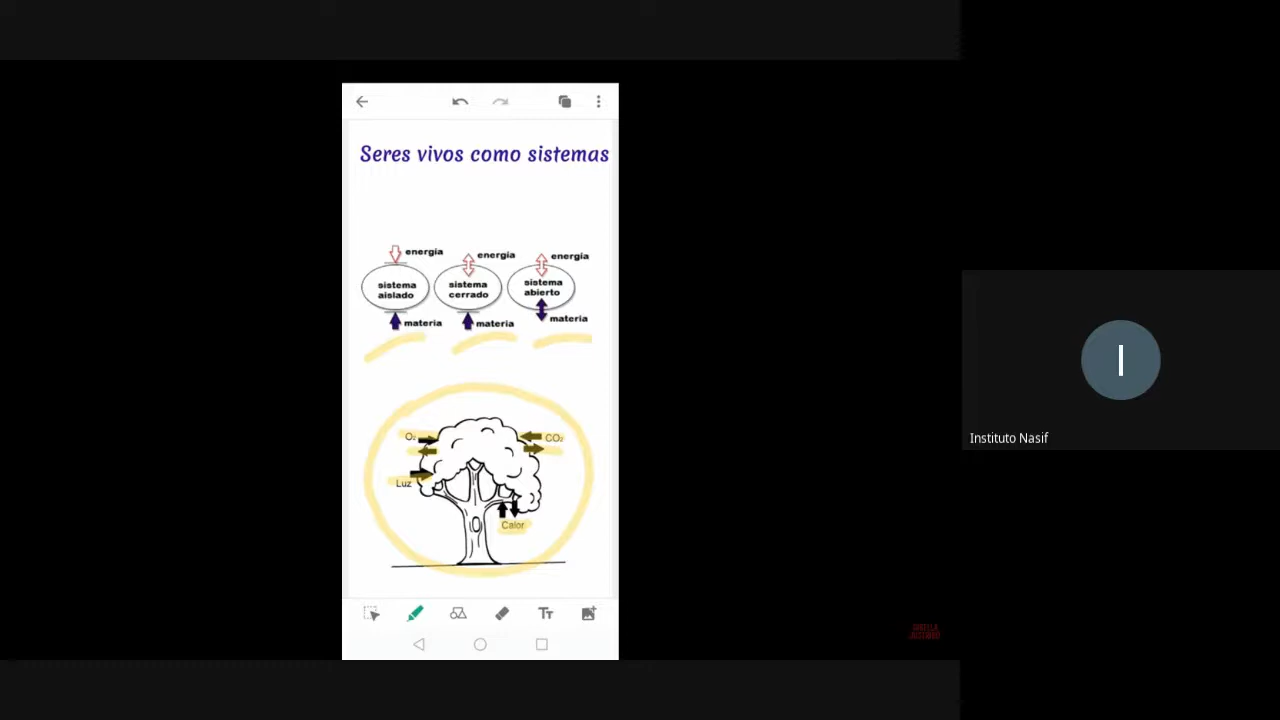 Seres vivos como sistemas
energía energía energía
sistema aislado
sistema cerrado
sistema abierto
materia materia materia
O₂ CO₂
Luz
Calor
Tт
I
Instituto Nasif